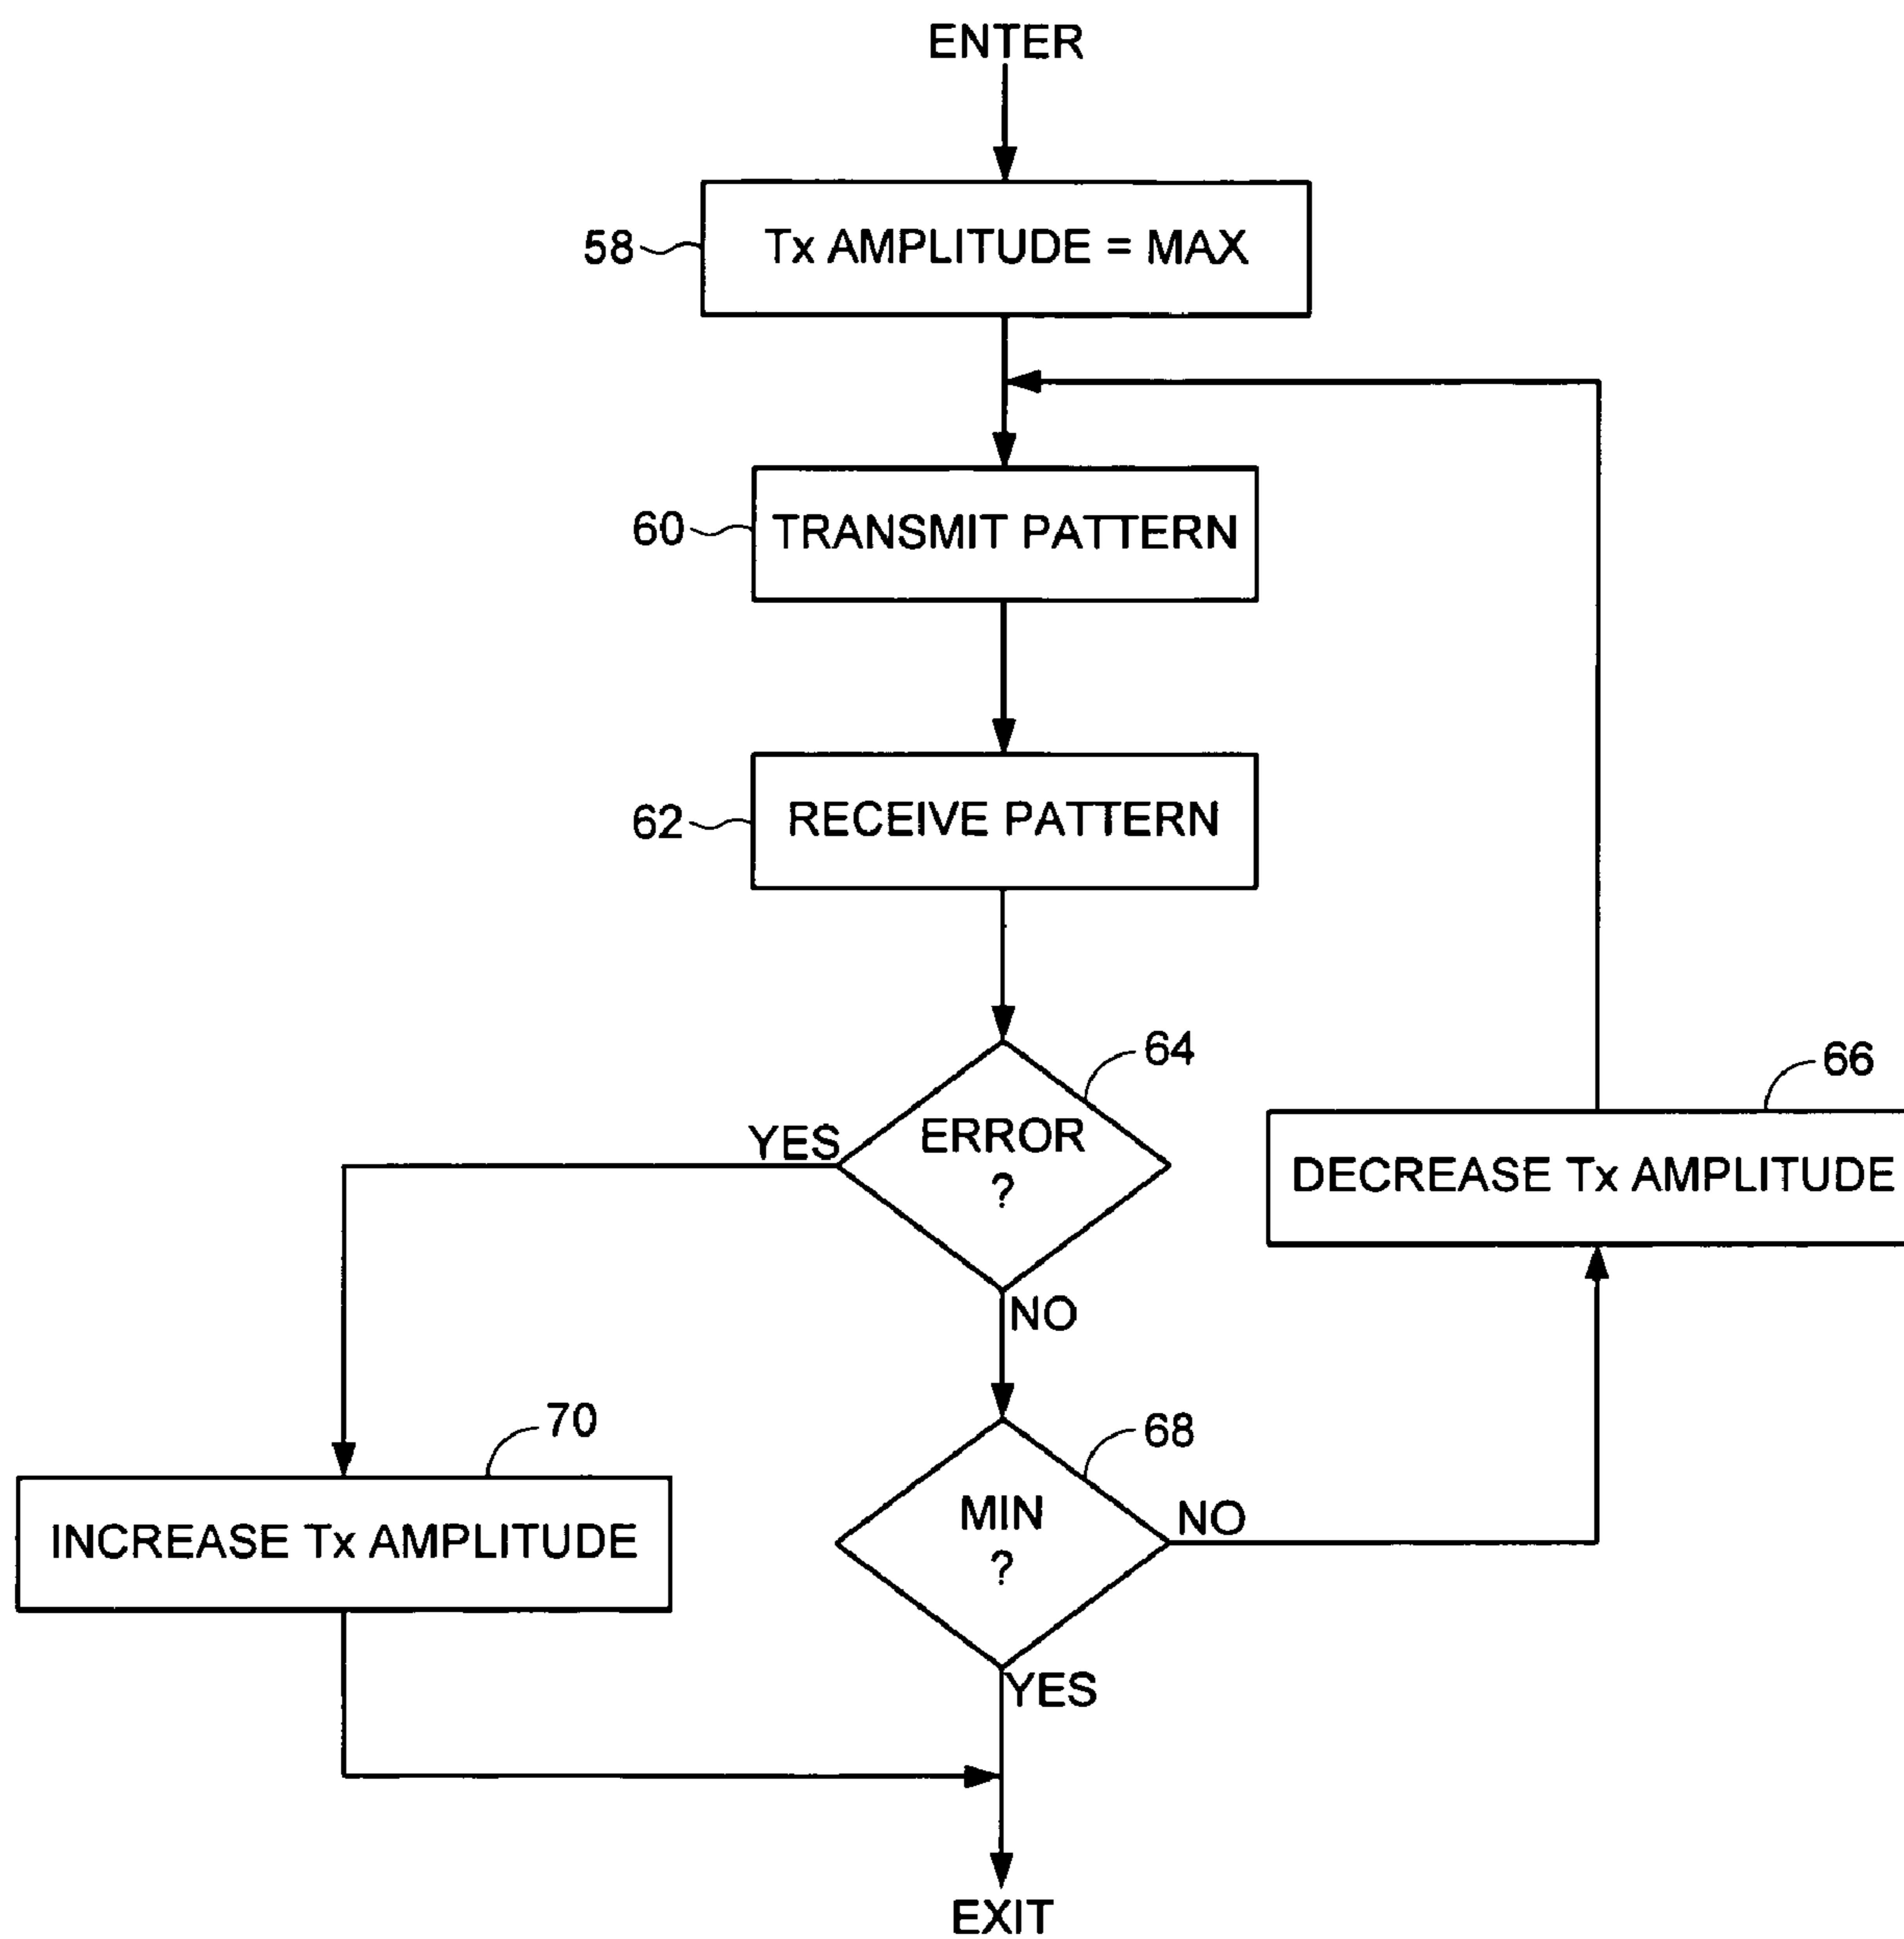 ENTER
58
Tx AMPLITUDE = MAX
60
TRANSMIT PATTERN
62
RECEIVE PATTERN
64
ERROR
?
YES
NO
66
DECREASE Tx AMPLITUDE
70
INCREASE Tx AMPLITUDE
68
MIN
?
NO
YES
EXIT